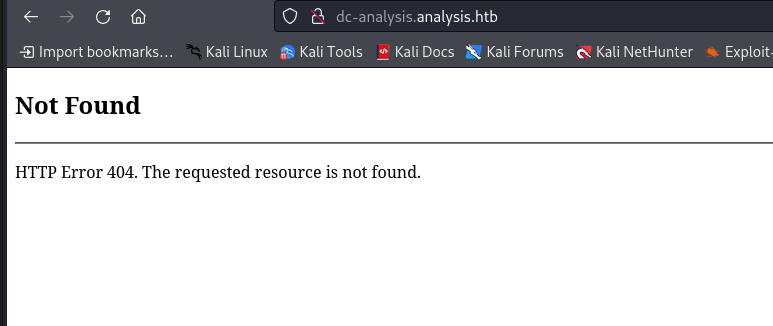 dc-analysis.analysis.htb
Import bookmarks... Kali Linux Kali Tools Kali Docs Kali Forums Kali NetHunter Exploit-
Not Found
HTTP Error 404. The requested resource is not found.